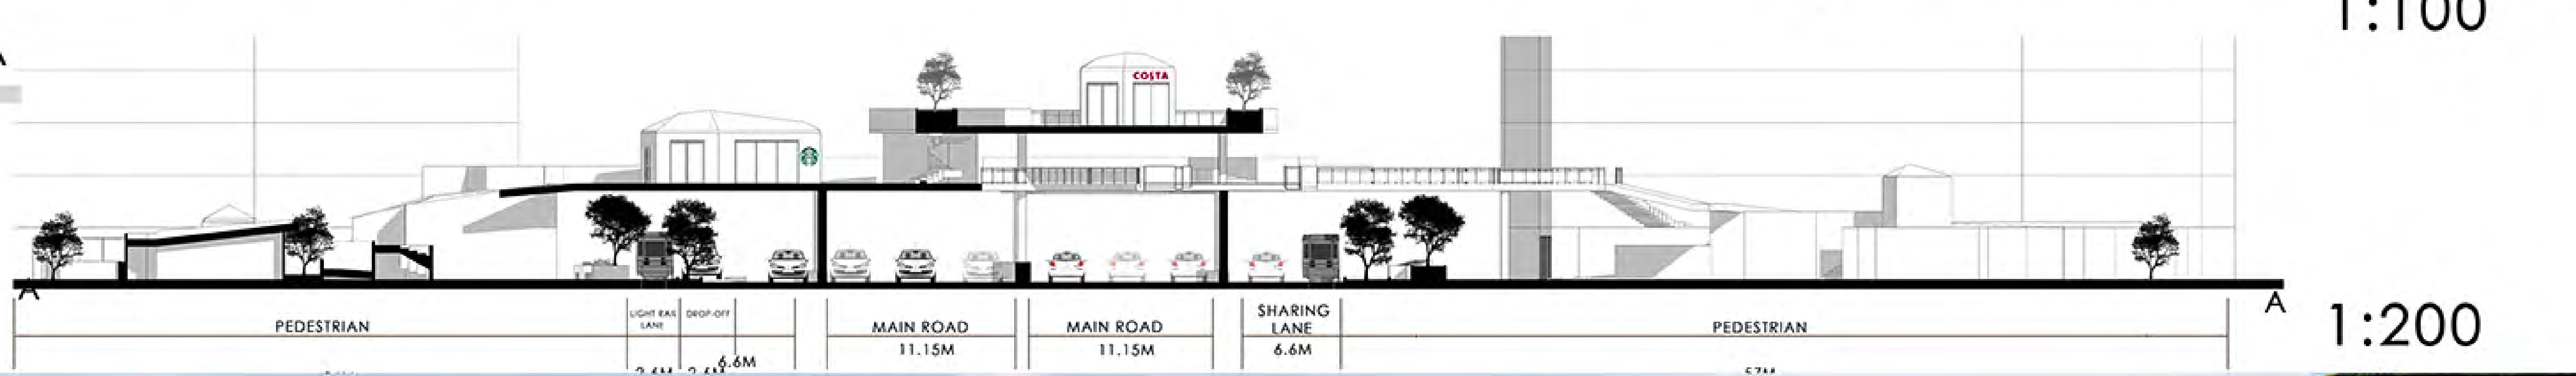 1:100
COSTA
A
A
LIGHT RAIL
LANE
DROP-OFF
PEDESTRIAN
MAIN ROAD
11.15M
MAIN ROAD
11.15M
SHARING
LANE
6.6M
PEDESTRIAN
1:200
6.6M
57M